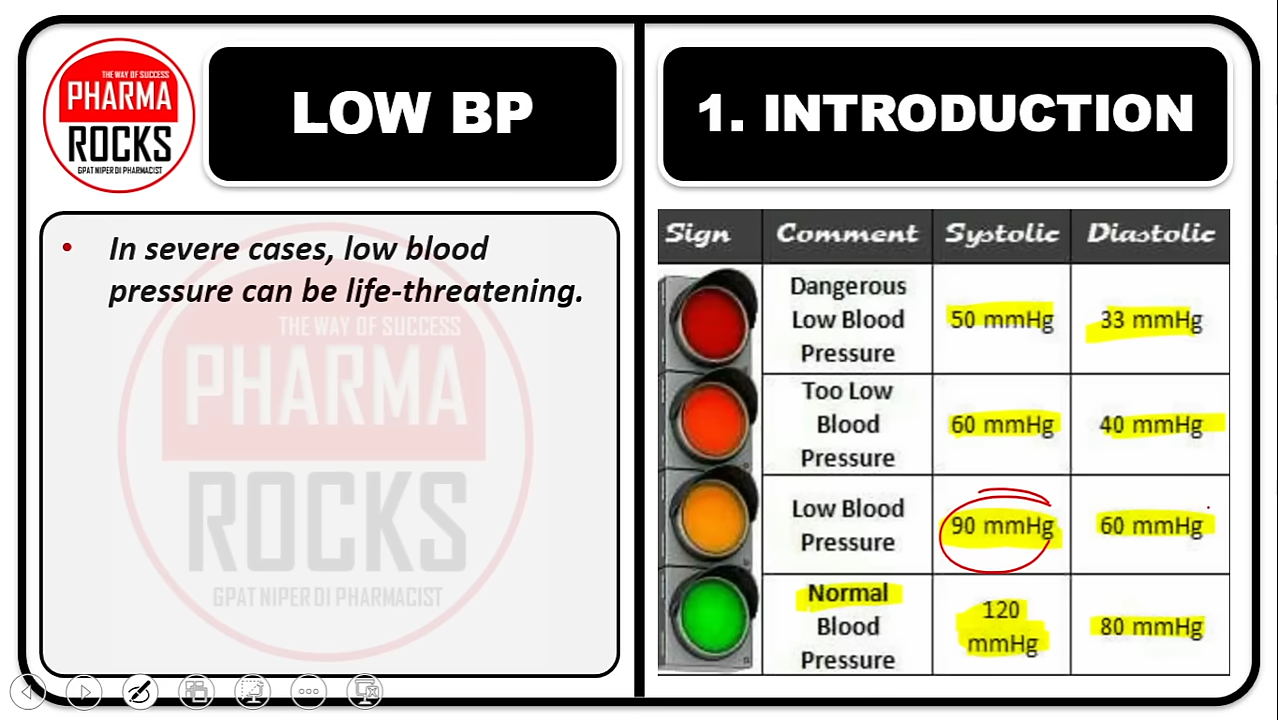 THE WAY OF SUCCESS
PHARMA
ROCKS
GPAT NIPER DI PHARMACIST
LOW BP
1. INTRODUCTION
• In severe cases, low blood
pressure can be life-threatening.
THE WAY OF SUCCESS
PHARMA
ROCKS
GPAT NIPER DI PHARMACIST
Sign Comment Systolic Diastolic
Dangerous
Low Blood
Pressure
50 mmHg
33 mmHg
Too Low
Blood
Pressure
60 mmHg
40 mmHg
Low Blood
Pressure
90 mmHg
60 mmHg
Normal
Blood
Pressure
120
mmHg
80 mmHg